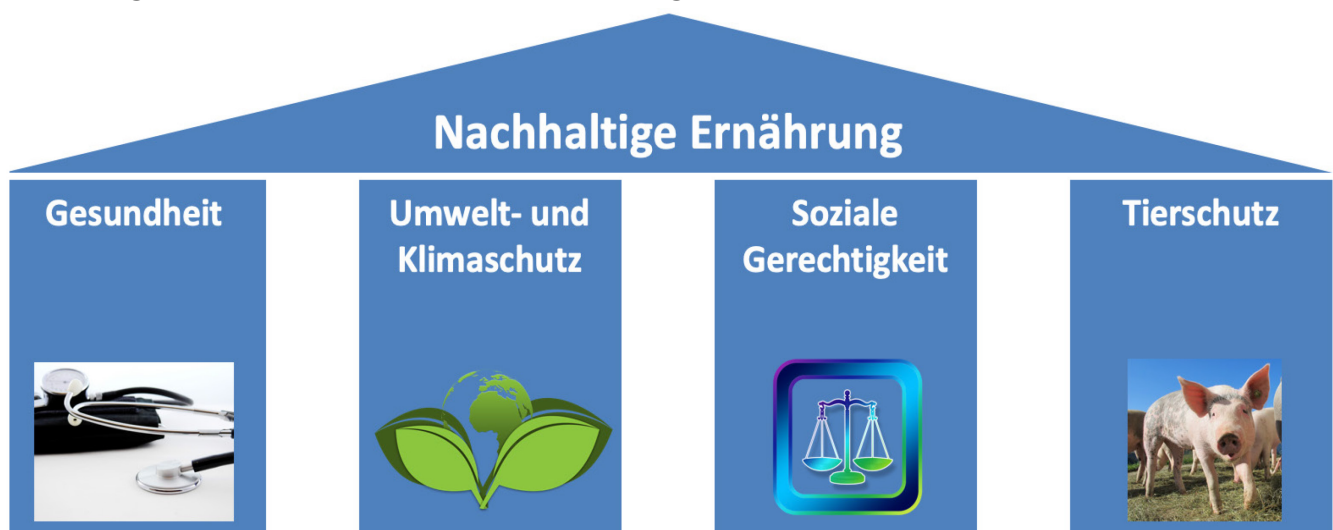 Nachhaltige Ernährung
Gesundheit
Umwelt- und
Klimaschutz
Soziale
Gerechtigkeit
Tierschutz